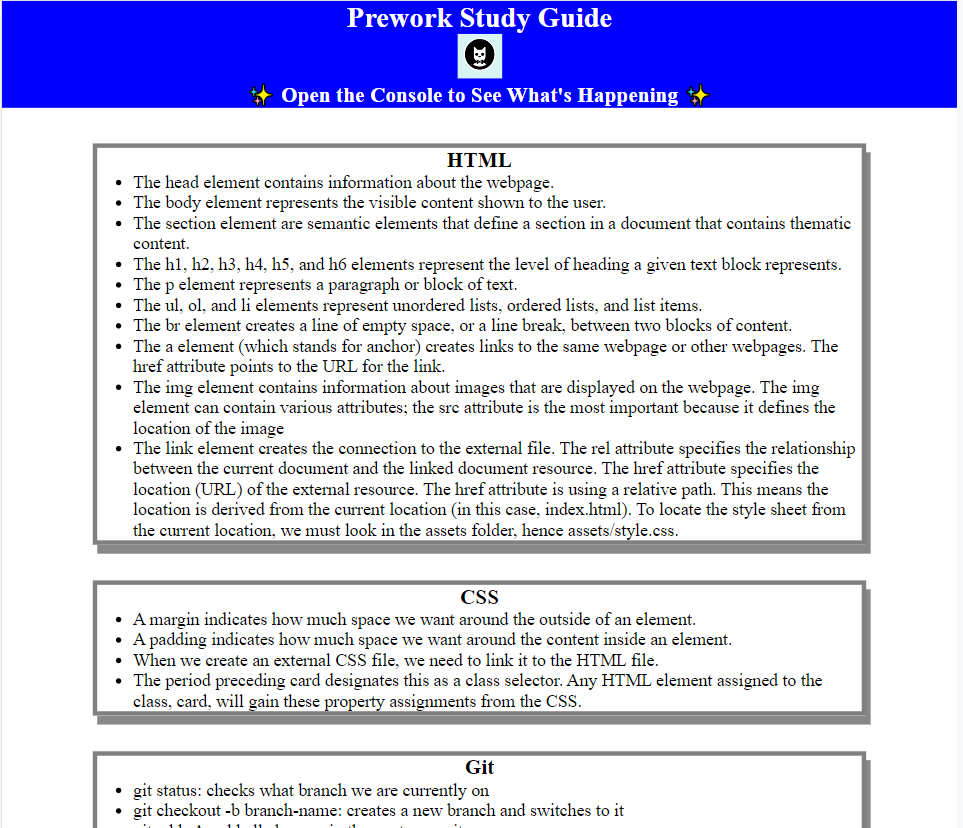 Prework Study Guide
Open the Console to See What's Happening
HTML
The head element contains information about the webpage.
The body element represents the visible content shown to the user.
The section element are semantic elements that define a section in a document that contains thematic
content.
The h1, h2, h3, h4, h5, and h6 elements represent the level of heading a given text block represents.
The p element represents a paragraph or block of text.
The ul, ol, and li elements represent unordered lists, ordered lists, and list items.
The br element creates a line of empty space, or a line break, between two blocks of content.
The a element (which stands for anchor) creates links to the same webpage or other webpages. The
href attribute points to the URL for the link.
The img element contains information about images that are displayed on the webpage. The img
element can contain various attributes; the src attribute is the most important because it defines the
location of the image
The link element creates the connection to the external file. The rel attribute specifies the relationship
between the current document and the linked document resource. The href attribute specifies the
location (URL) of the external resource. The href attribute is using a relative path. This means the
location is derived from the current location (in this case, index.html). To locate the style sheet from
the current location, we must look in the assets folder, hence assets/style.css.
CSS
A margin indicates how much space we want around the outside of an element.
A padding indicates how much space we want around the content inside an element.
When we create an external CSS file, we need to link it to the HTML file.
The period preceding card designates this as a class selector. Any HTML element assigned to the
class, card, will gain these property assignments from the CSS.
Git
git status: checks what branch we are currently on
git checkout -b branch-name: creates a new branch and switches to it